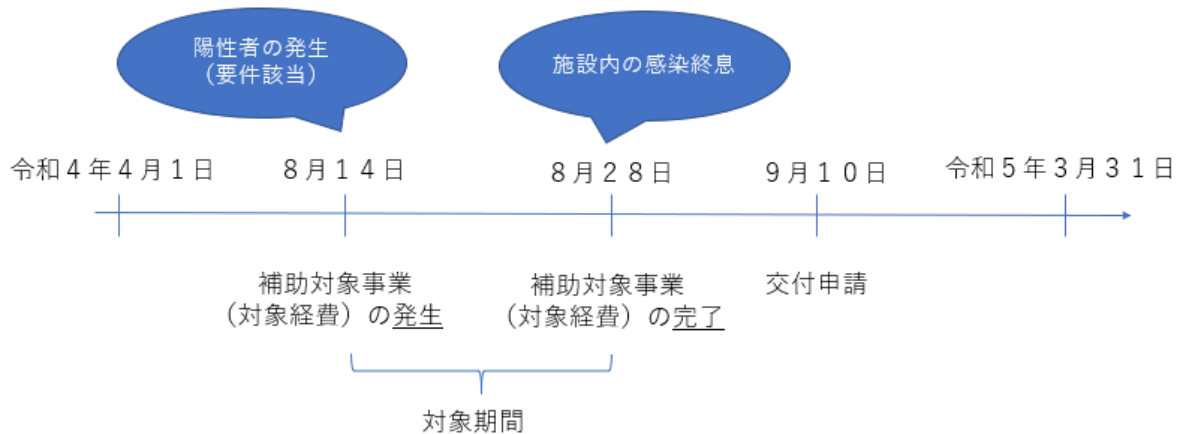 陽性者の発生
（要件該当）
施設内の感染終息
令和４年４月１日
８月１４日
８月２８日
９月１０日
令和５年３月３１日
補助対象事業
（対象経費）の発生
補助対象事業
（対象経費）の完了
交付申請
対象期間